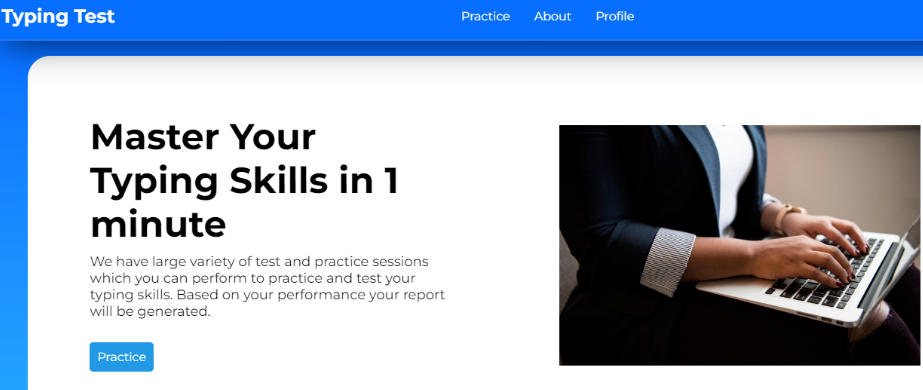 Typing Test
Practice About Profile
Master Your
Typing Skills in 1
minute
We have large variety of test and practice sessions
which you can perform to practice and test your
typing skills. Based on your performance your report
will be generated.
Practice